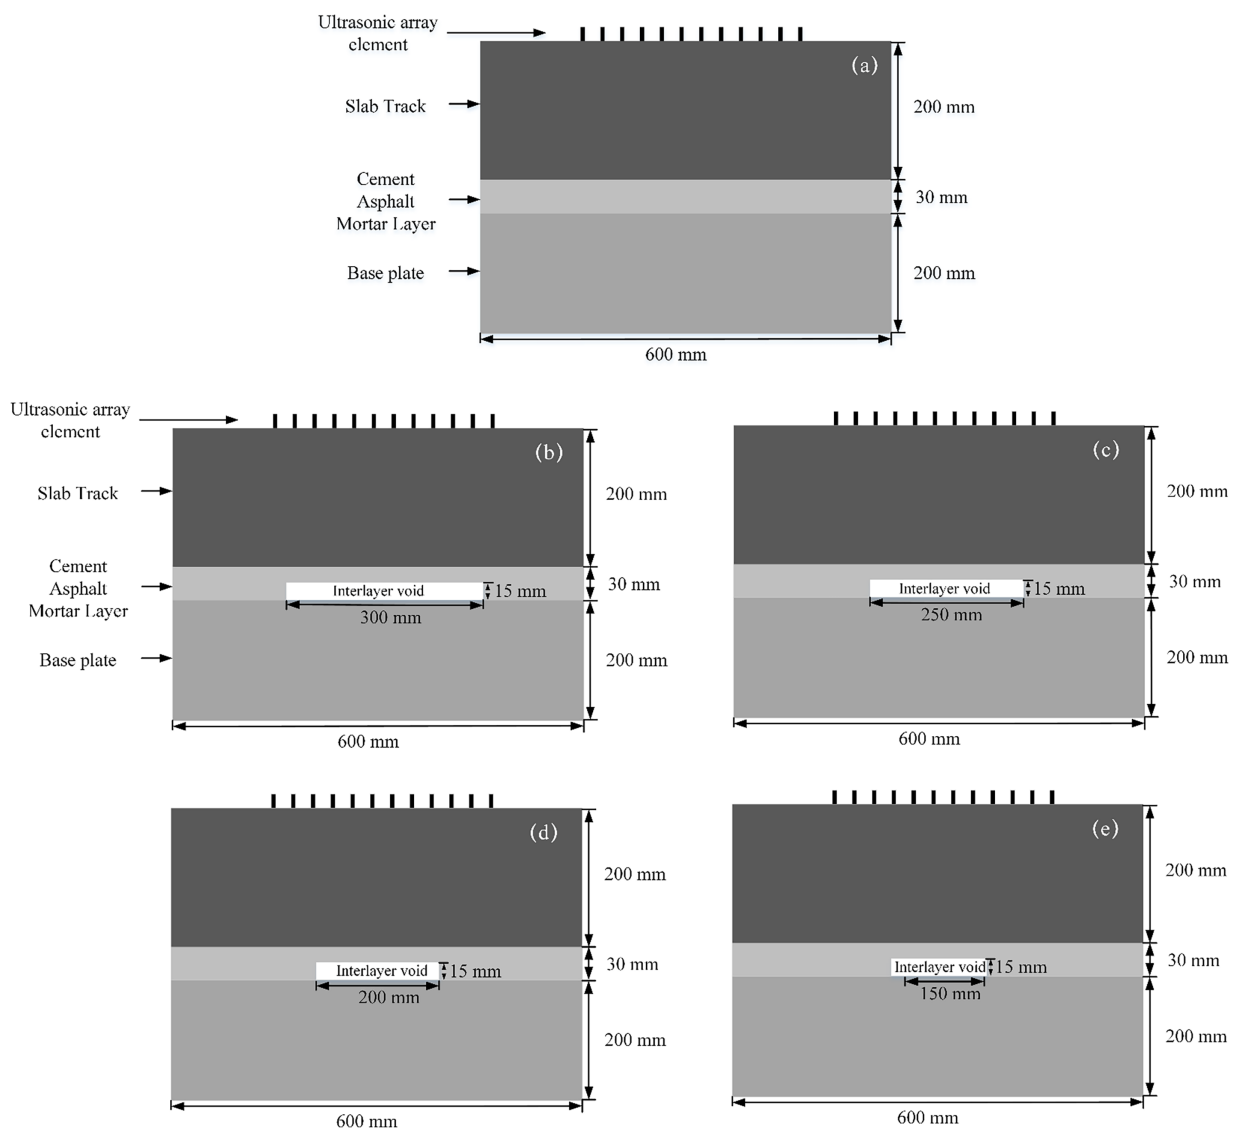 Ultrasonic array
element
(a)
Slab Track
200 mm
Cement
Asphalt
Mortar Layer
30 mm
Base plate
200 mm
600 mm
Ultrasonic array
element
(b)
Slab Track
200 mm
Cement
Asphalt
Mortar Layer
Interlayer void
15 mm
30 mm
300 mm
Base plate
200 mm
600 mm
(c)
200 mm
Interlayer void
15 mm
30 mm
250 mm
200 mm
600 mm
(d)
200 mm
Interlayer void
15 mm
30 mm
200 mm
200 mm
600 mm
(e)
200 mm
Interlayer void
15 mm
30 mm
150 mm
200 mm
600 mm